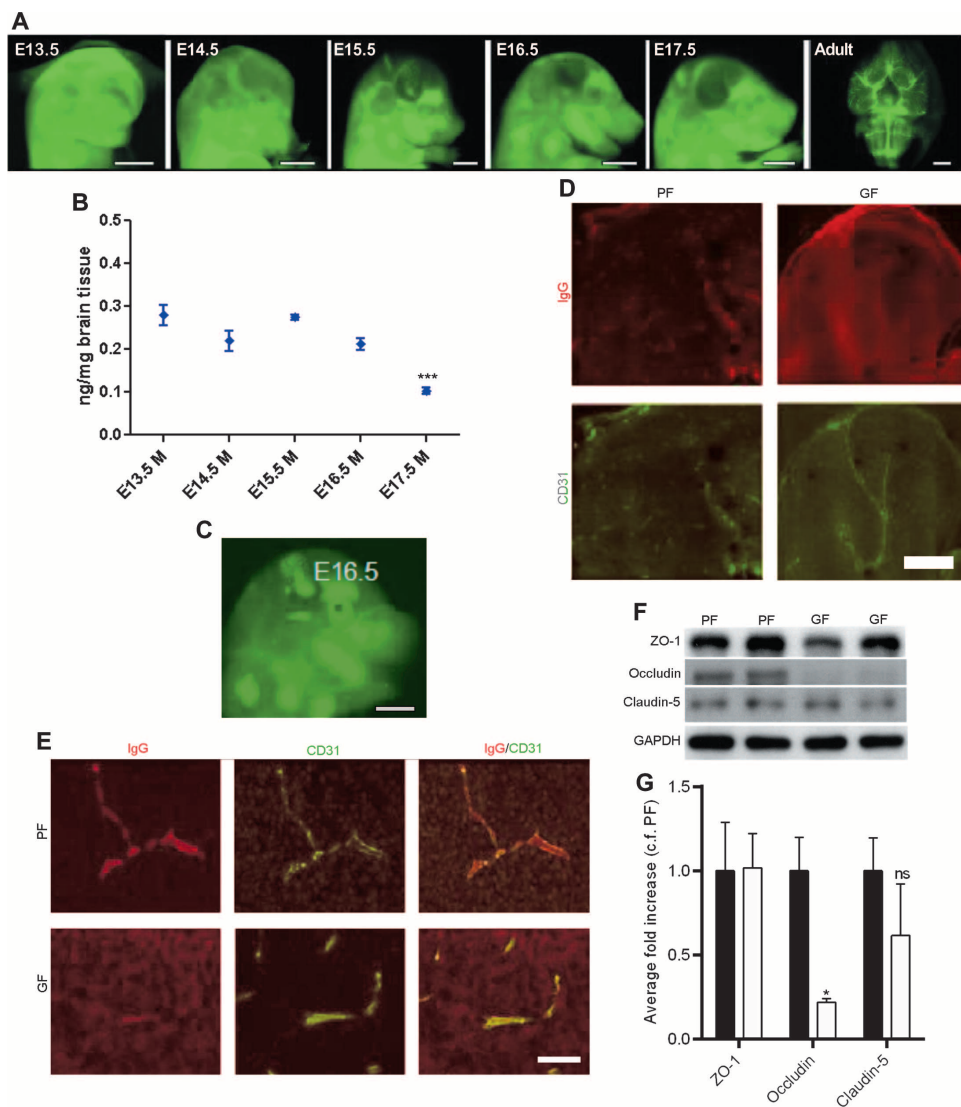 A
E13.5 E14.5 E15.5 E16.5 E17.5 Adult
B
ng/mg brain tissue
0.5
0.4
0.3
0.2
0.1
0.0
***
E13.5 M E14.5 M E15.5 M E16.5 M E17.5 M
C
E16.5
D
PF GF
IgG
CD31
E
IgG CD31 IgG/CD31
PF
GF
F
PF PF GF GF
ZO-1
Occludin
Claudin-5
GAPDH
G
Average fold increase (c.f. PF)
1.5
1.0
0.5
0.0
*
ns
ZO-1 Occludin Claudin-5